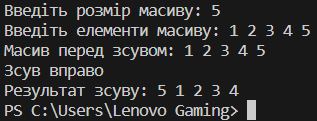 Введіть розмір масиву: 5
Введіть елементи масиву: 1 2 3 4 5
Масив перед зсувом: 1 2 3 4 5
Зсув вправо
Результат зсуву: 5 1 2 3 4
PS C:\Users\Lenovo Gaming>